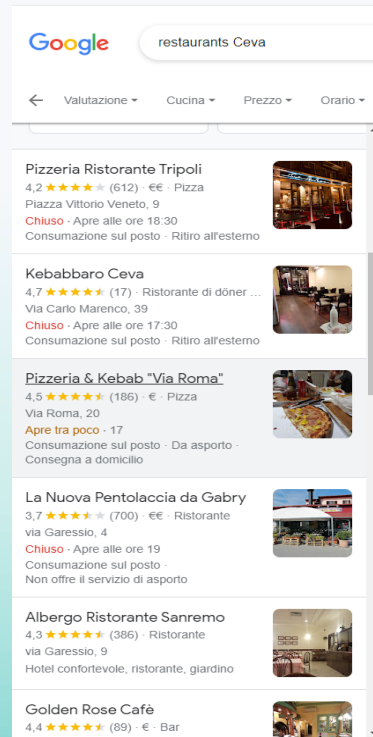 Google
restaurants Ceva
Valutazione Cucina Prezzo Orario
Pizzeria Ristorante Tripoli
4,2 ★★★★★ (612) · €€ · Pizza
Piazza Vittorio Veneto, 9
Chiuso · Apre alle ore 18:30
Consumazione sul posto · Ritiro all'esterno
Kebabbaro Ceva
4,7 ★★★★★ (17) · Ristorante di döner ...
Via Carlo Marenco, 39
Chiuso · Apre alle ore 17:30
Consumazione sul posto · Ritiro all'esterno
Pizzeria & Kebab "Via Roma"
4,5 ★★★★★ (186) · € · Pizza
Via Roma, 20
Apre tra poco · 17
Consumazione sul posto · Da asporto ·
Consegna a domicilio
La Nuova Pentolaccia da Gabry
3,7 ★★★★★ (700) · €€ · Ristorante
via Garessio, 4
Chiuso · Apre alle ore 19
Consumazione sul posto ·
Non offre il servizio di asporto
Albergo Ristorante Sanremo
4,3 ★★★★★ (386) · Ristorante
via Garessio, 9
Hotel confortevole, ristorante, giardino
Golden Rose Cafè
4,4 ★★★★★ (89) · € · Bar